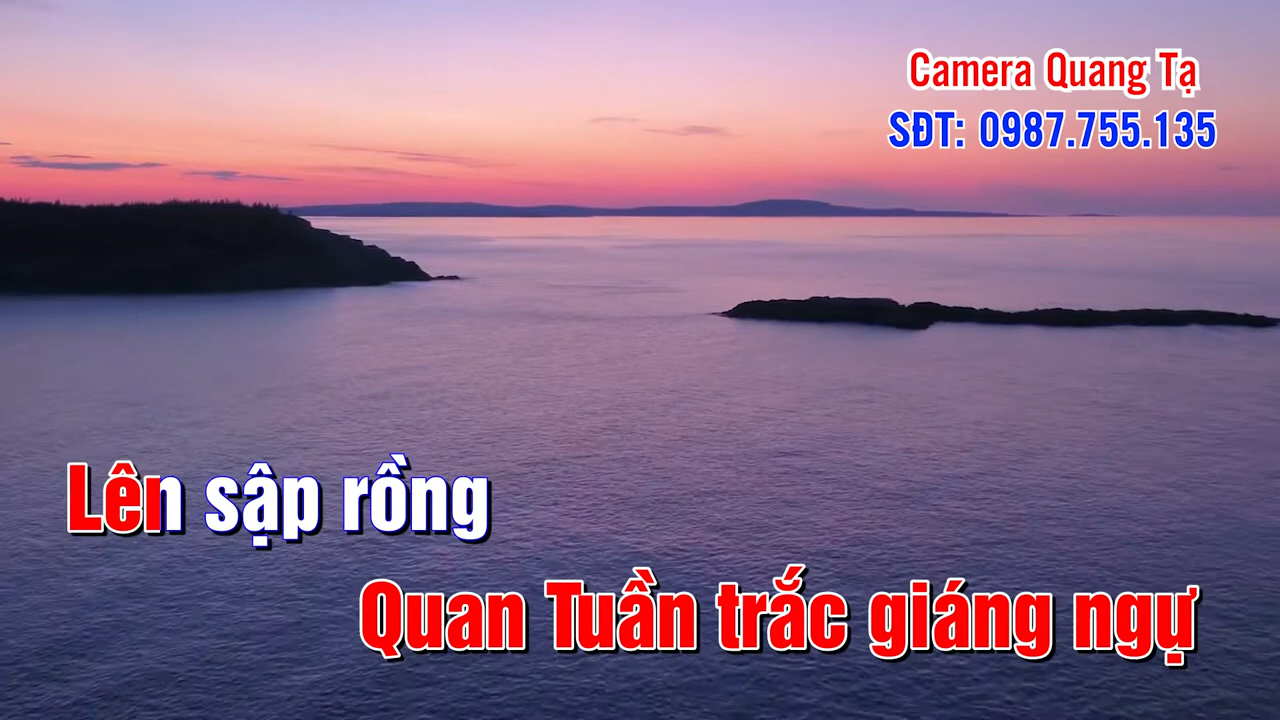 Camera Quang Tạ
SĐT: 0987.755.135
Lên sập rồng
Quan Tuần trắc giáng ngự